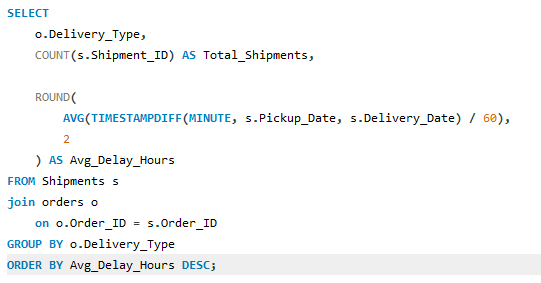 SELECT
    o.Delivery_Type,
    COUNT(s.Shipment_ID) AS Total_Shipments,

    ROUND(
        AVG(TIMESTAMPDIFF(MINUTE, s.Pickup_Date, s.Delivery_Date) / 60),
        2
    ) AS Avg_Delay_Hours
FROM Shipments s
join orders o
    on o.Order_ID = s.Order_ID
GROUP BY o.Delivery_Type
ORDER BY Avg_Delay_Hours DESC;